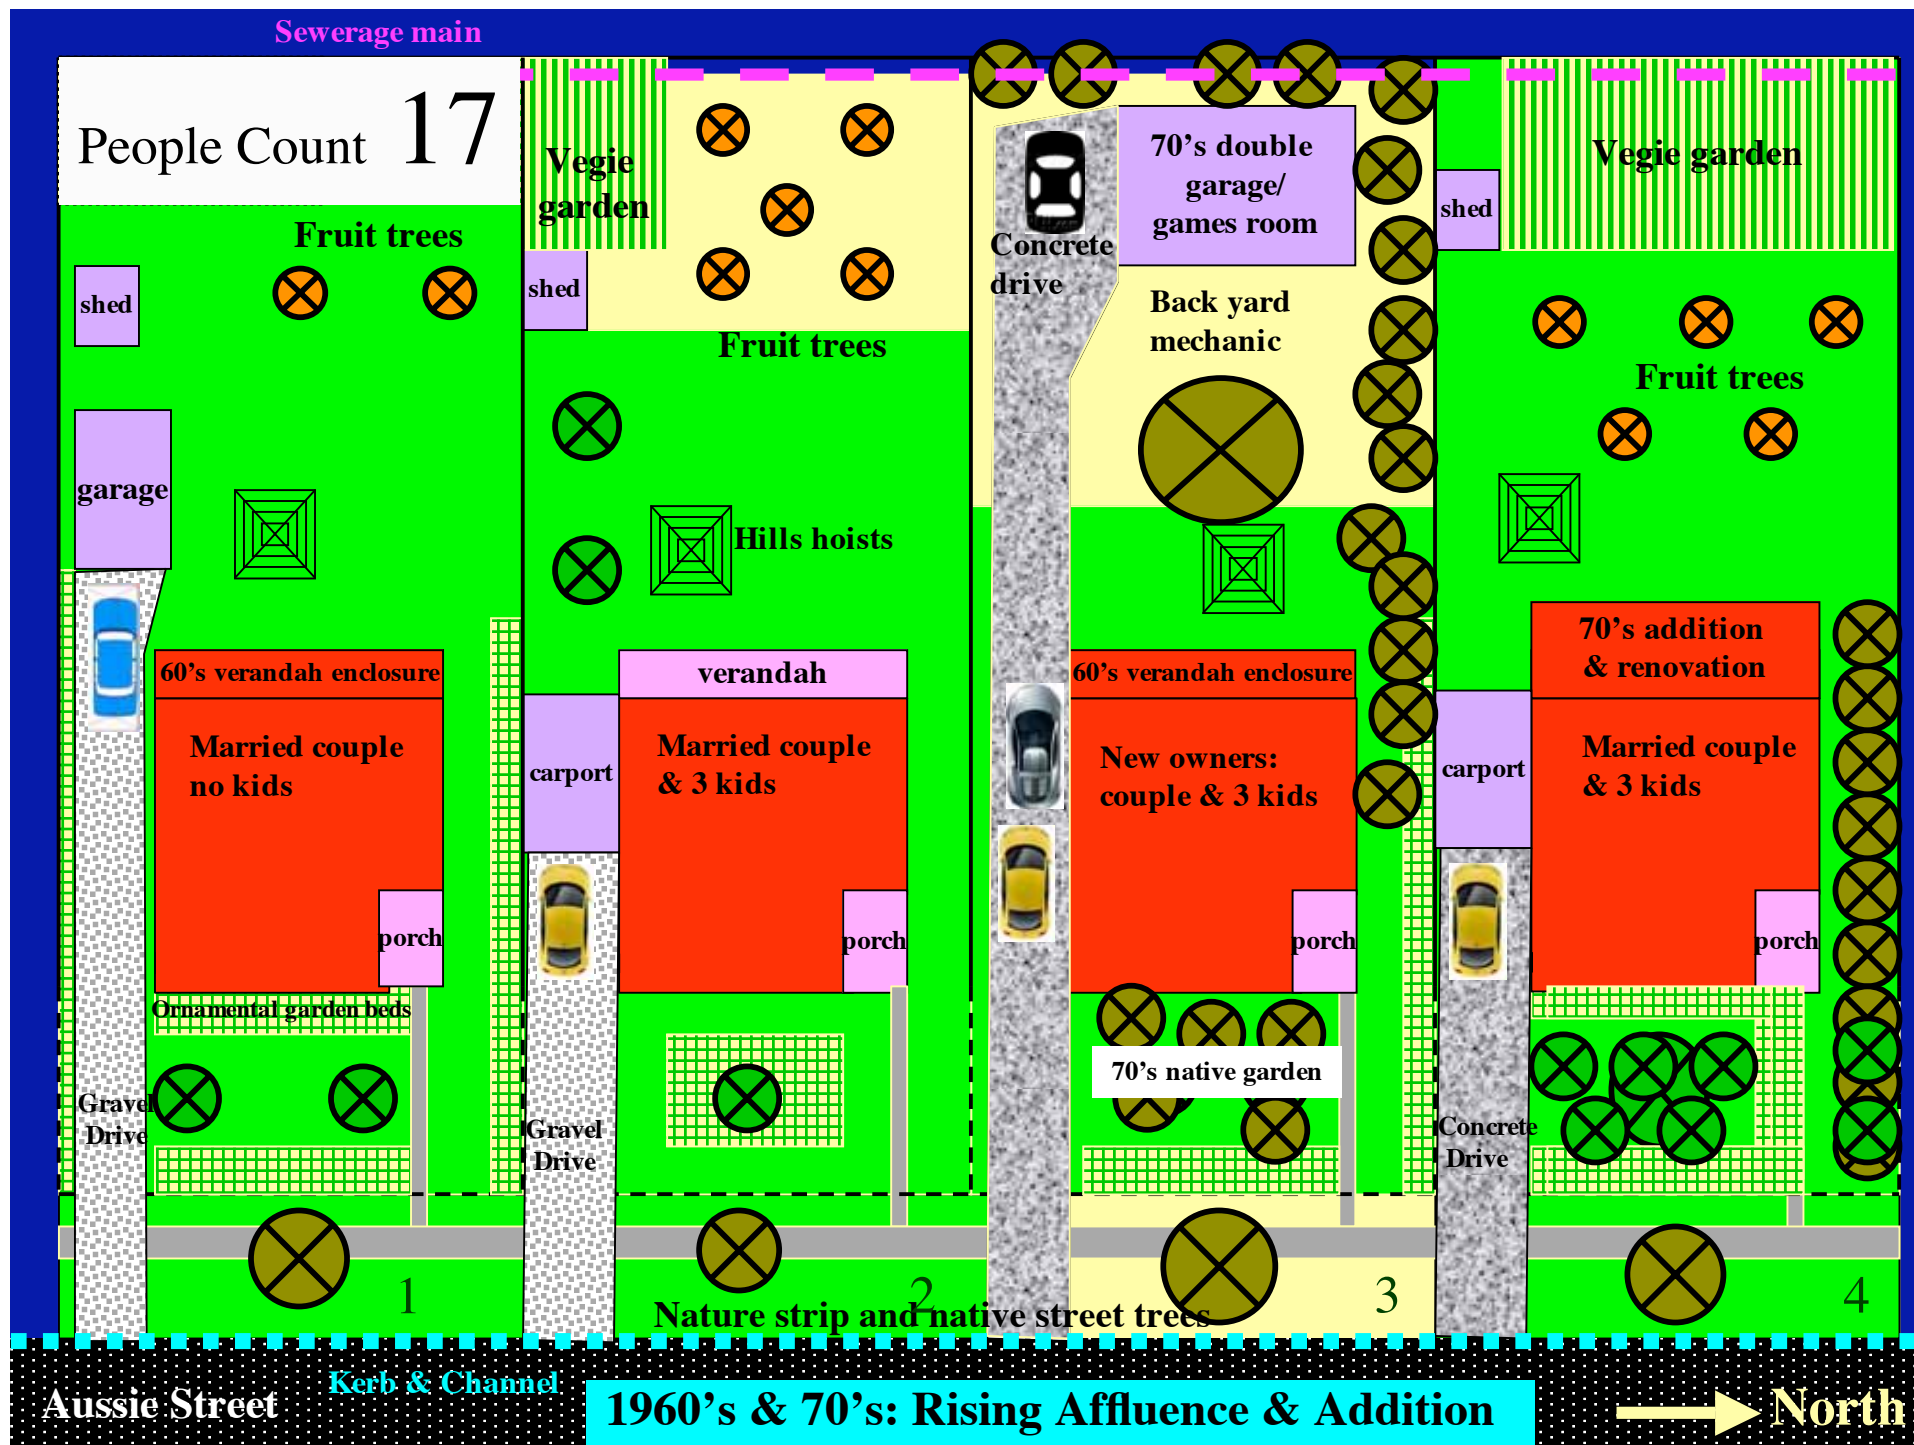 Sewerage main
People Count 17
Fruit trees
shed
garage
60's verandah enclosure
Married couple
no kids
porch
Ornamental garden beds
Gravel
Drive
1
Vegie
garden
shed
Fruit trees
Hills hoists
verandah
carport
Married couple
& 3 kids
porch
Gravel
Drive
2
70's double
garage/
games room
Concrete
drive
Back yard
mechanic
60's verandah enclosure
New owners:
couple & 3 kids
porch
70's native garden
3
Vegie garden
shed
Fruit trees
70's addition
& renovation
carport
Married couple
& 3 kids
porch
Concrete
Drive
4
Nature strip and native street trees
Kerb & Channel
Aussie Street
1960's & 70's: Rising Affluence & Addition
North